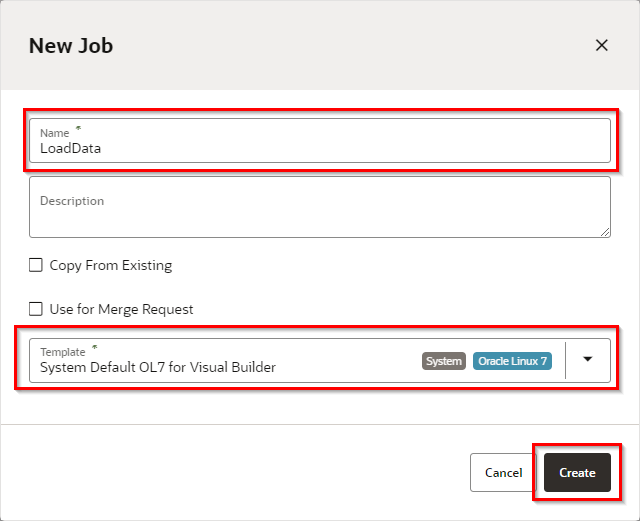 New Job
Name *
LoadData
Description
Copy From Existing
Use for Merge Request
Template *
System Default OL7 for Visual Builder System Oracle Linux 7
Cancel Create